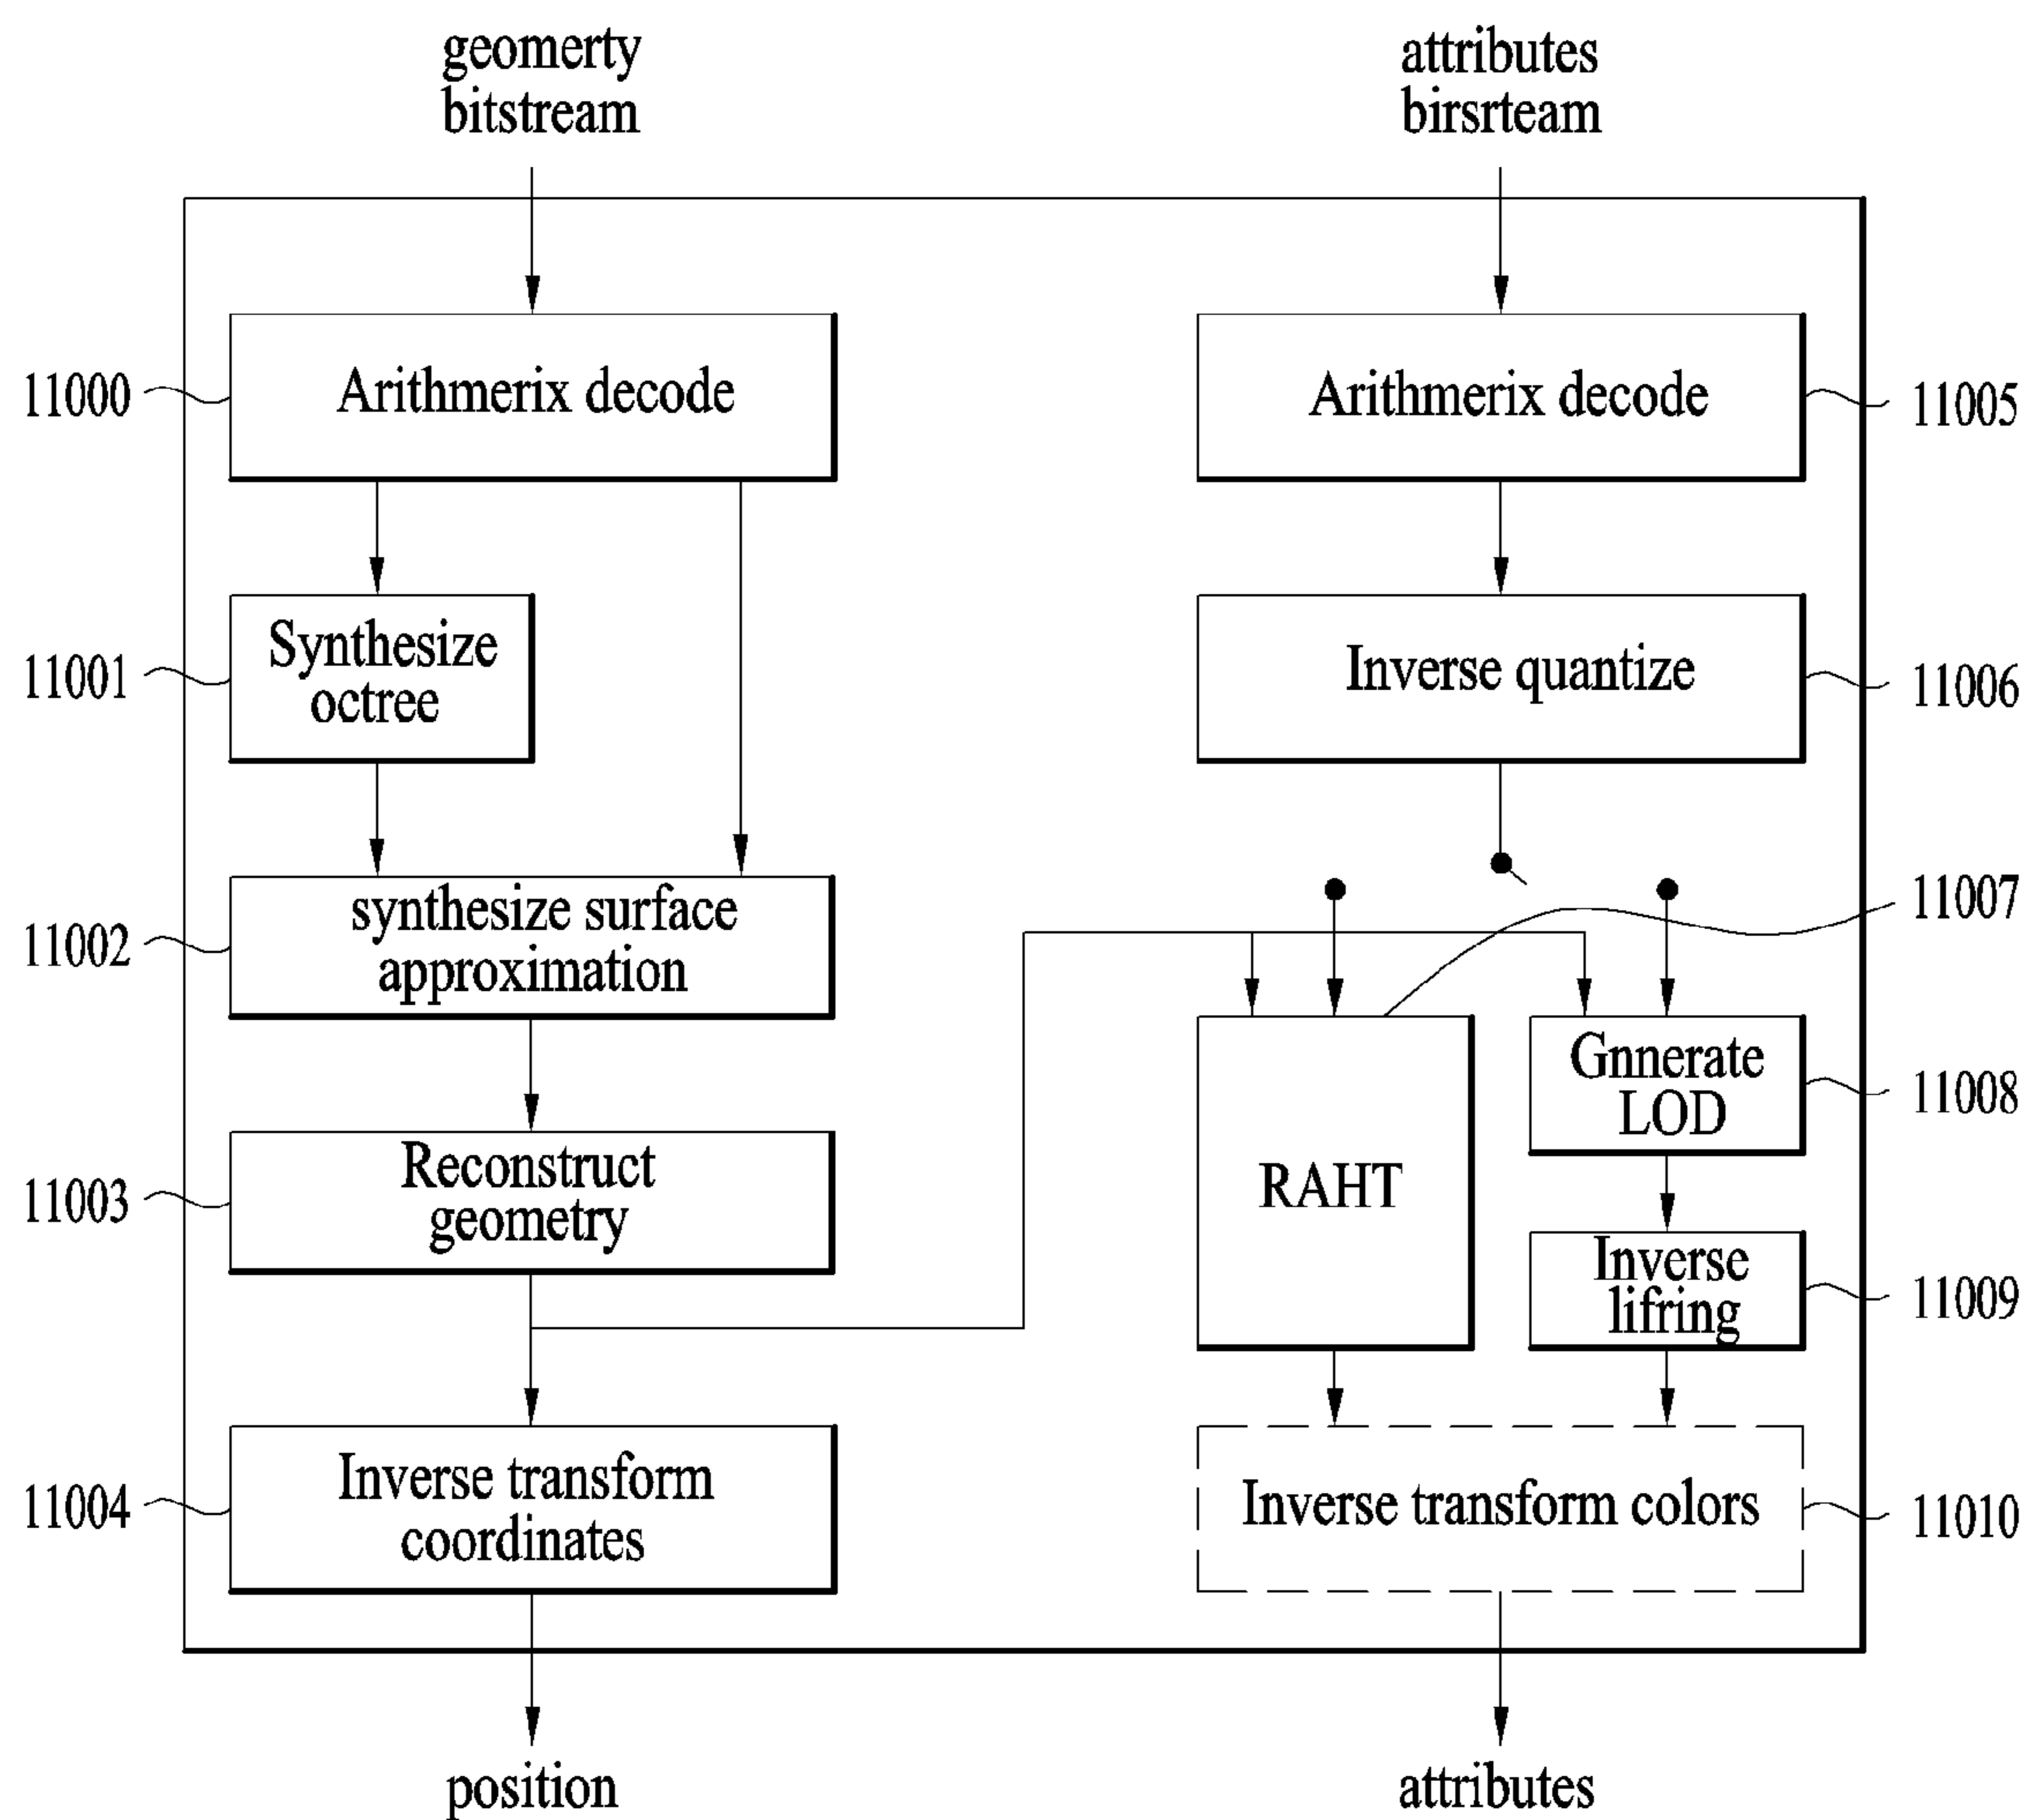 geomerty
bitstream
attributes
birsrteam
11000
Arithmerix decode
Arithmerix decode
11005
11001
Synthesize
octree
Inverse quantize
11006
11002
synthesize surface
approximation
11007
Gnnerate
LOD
11008
11003
Reconstruct
geometry
RAHT
Inverse
lifring
11009
11004
Inverse transform
coordinates
Inverse transform colors
11010
position
attributes